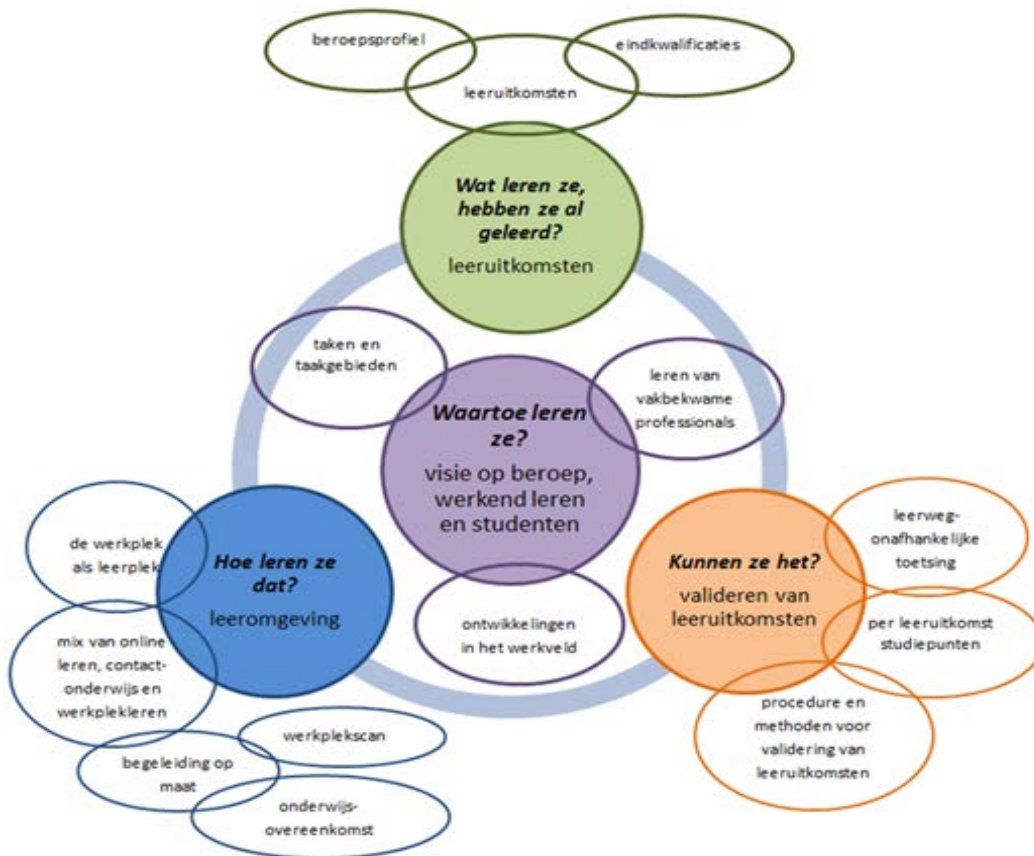 beroepsprofiel
eindkwalificaties
leeruitkomsten
Wat leren ze,
hebben ze al
geleerd?
leeruitkomsten
taken en
taakgebieden
leren van
vakbekwame
professionals
Waartoe leren
ze?
visie op beroep,
werkend leren
en studenten
ontwikkelingen
in het werkveld
Hoe leren ze
dat?
leeromgeving
de werkplek
als leerplek
mix van online
leren, contact-
onderwijs en
werkplekleren
begeleiding op
maat
werkplekscan
onderwijs-
overeenkomst
Kunnen ze het?
valideren van
leeruitkomsten
leerweg-
onafhankelijke
toetsing
per leeruitkomst
studiepunten
procedure en
methoden voor
validering van
leeruitkomsten